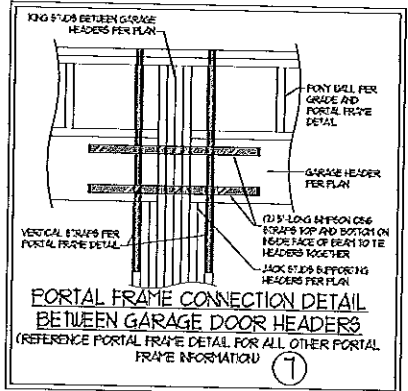 KING STUDS BETWEEN GARAGE
HEADERS PER PLAN
PONY WALL PER
GRADE AND
PORTAL FRAME
DETAIL
GARAGE HEADER
PER PLAN
(2) 5'-LONG SIMPSON CS16
STRAPS TOP AND BOTTOM ON
INSIDE FACE OF BEAM TO TIE
HEADERS TOGETHER
VERTICAL STRAPS PER
PORTAL FRAME DETAIL
JACK STUDS SUPPORTING
HEADERS PER PLAN
PORTAL FRAME CONNECTION DETAIL
BETWEEN GARAGE DOOR HEADERS
(REFERENCE PORTAL FRAME DETAIL FOR ALL OTHER PORTAL
FRAME INFORMATION)
7